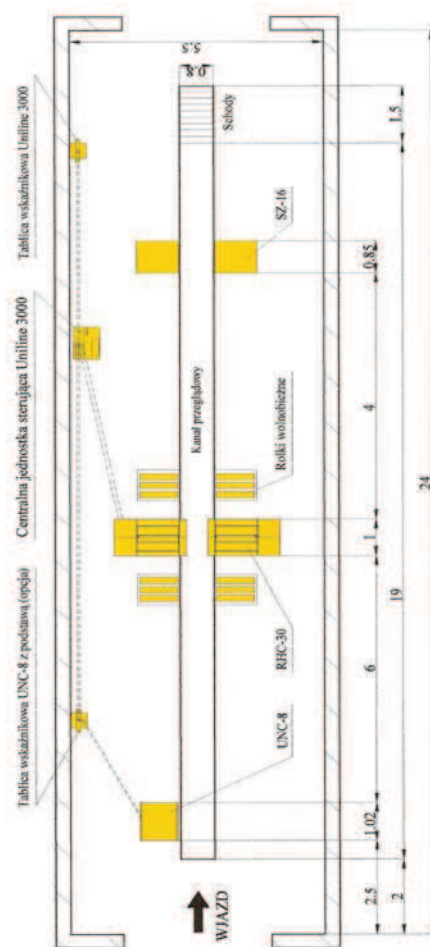 Tablica wskaźnikowa UNC-8 z podstawą (opcja)
Centralna jednostka sterująca Uniline 3000
Tablica wskaźnikowa Uniline 3000
5.5
0.8
WJAZD
Kanał przeglądowy
Schody
UNC-8
RHC-30
Rolki wolnobieżne
SZ-16
2.5
1.02
6
1
4
0.85
2
19
1.5
24